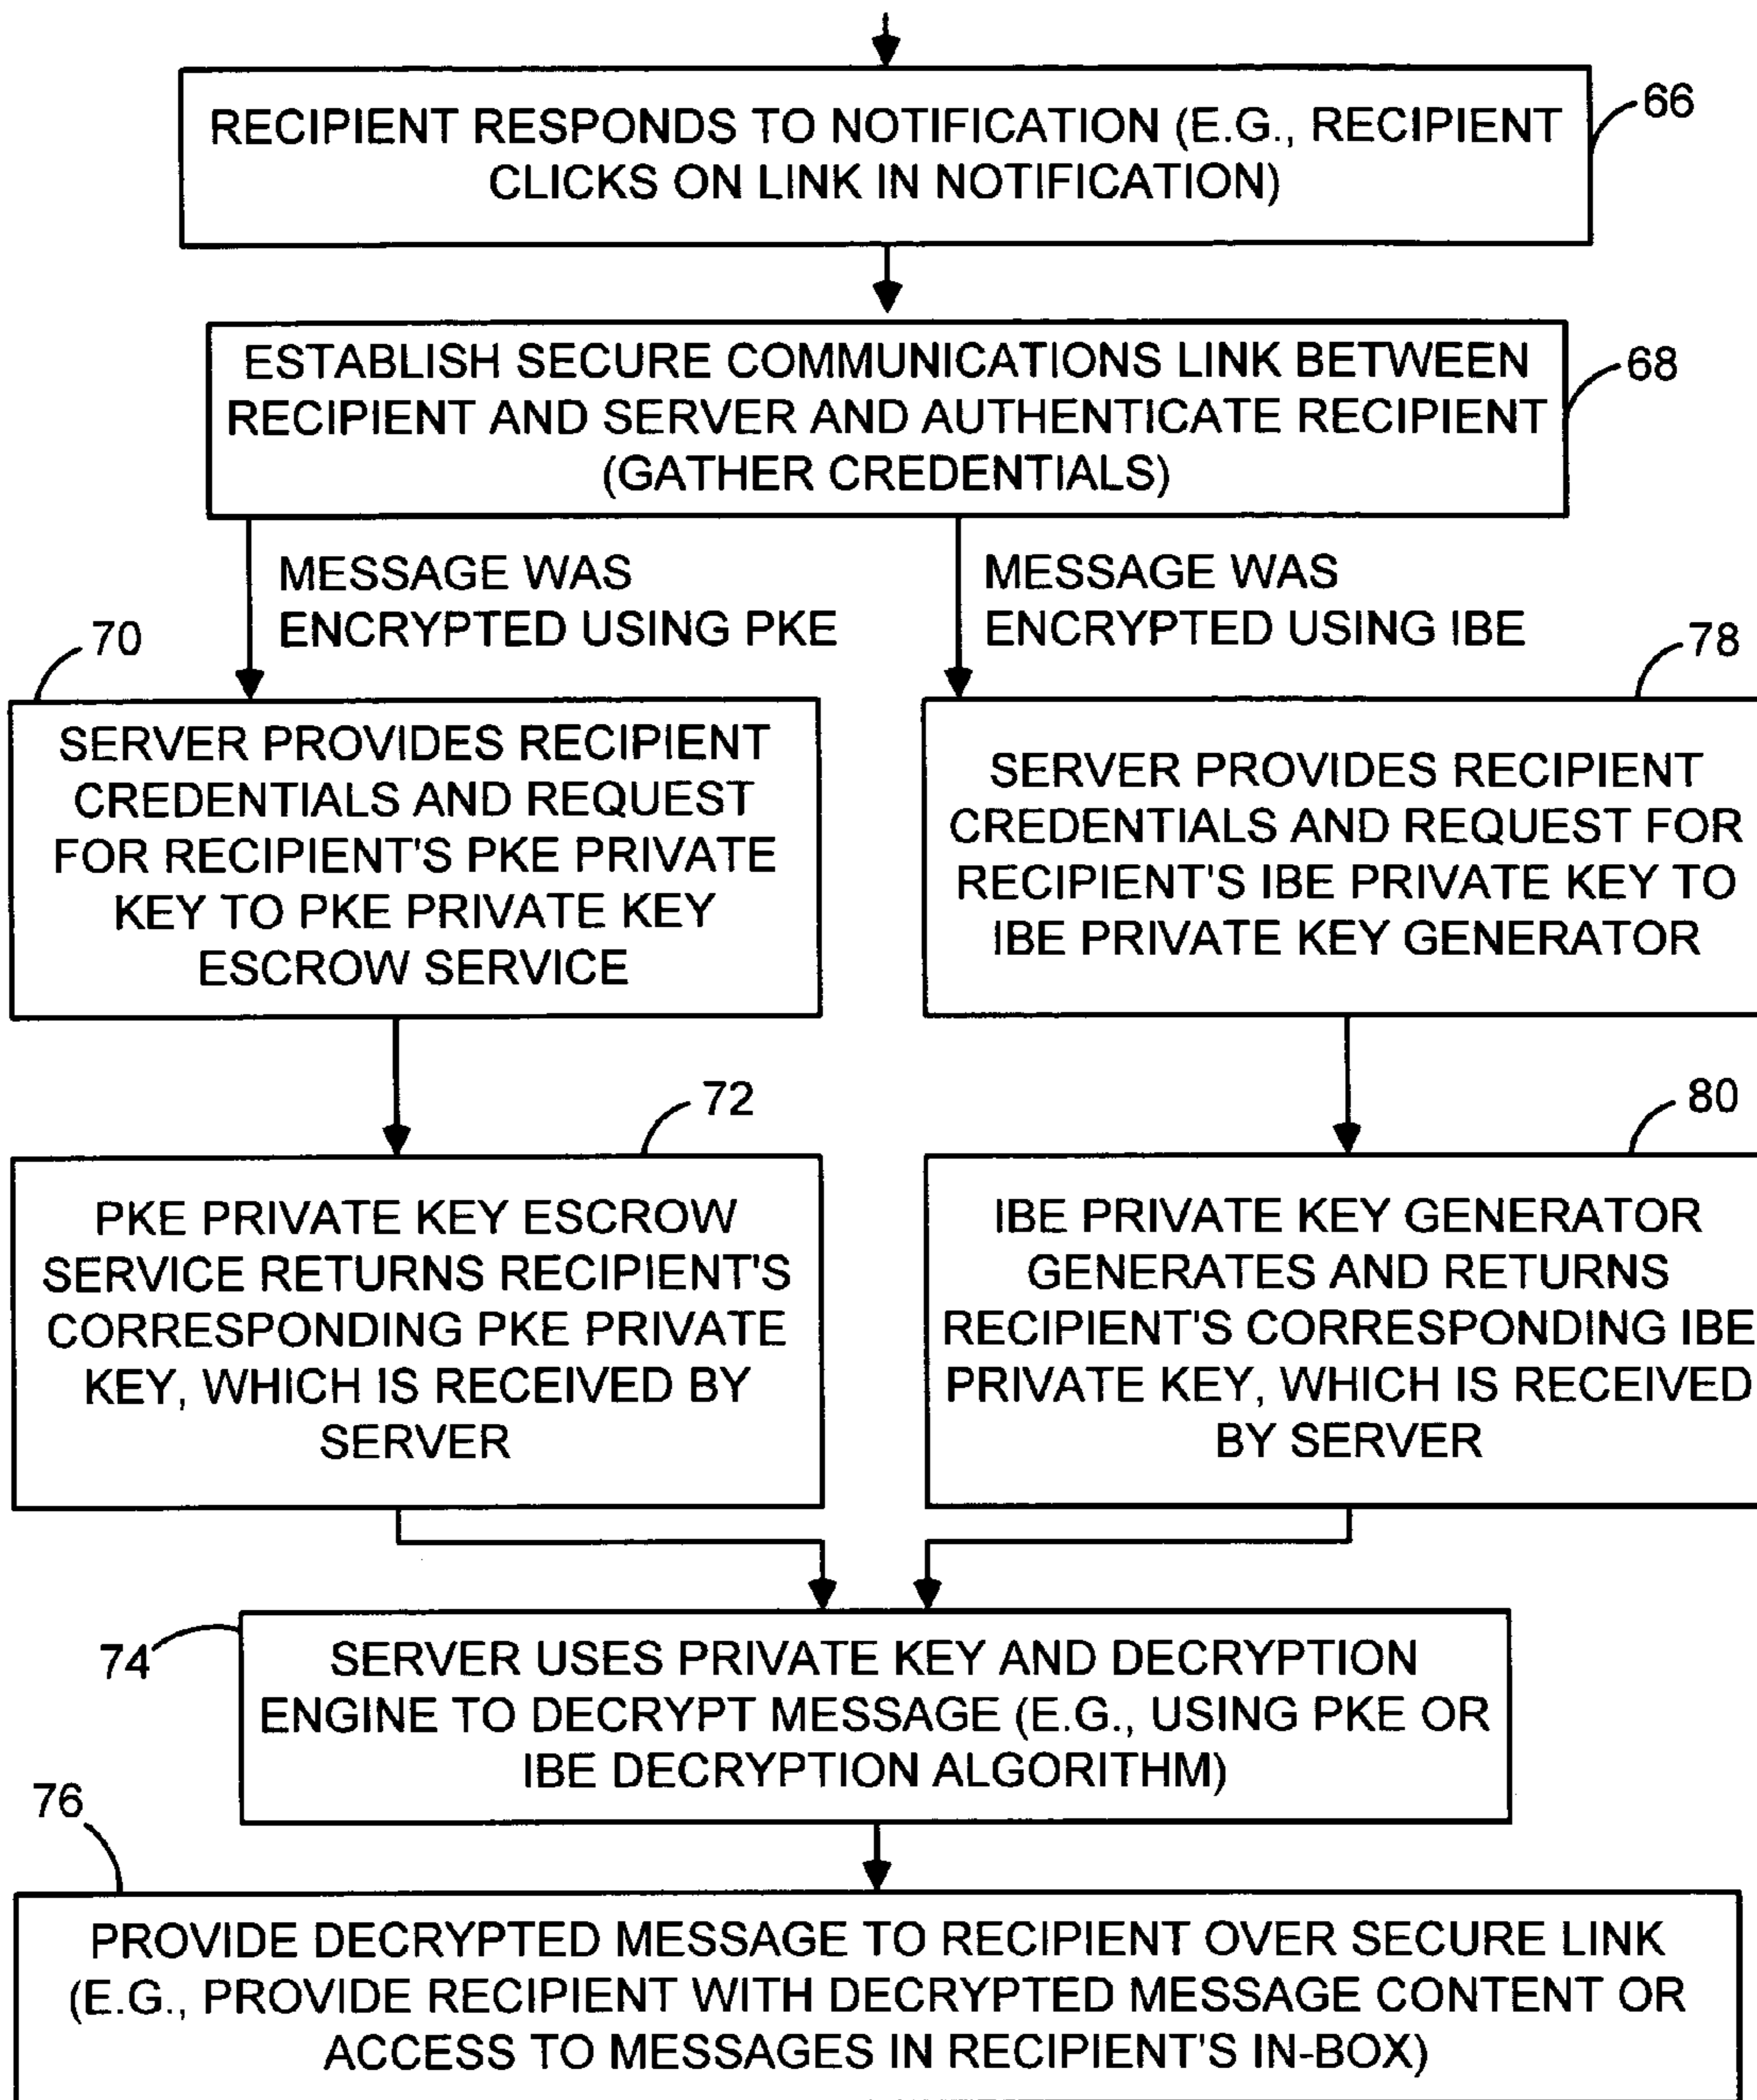 RECIPIENT RESPONDS TO NOTIFICATION (E.G., RECIPIENT
CLICKS ON LINK IN NOTIFICATION)
66
ESTABLISH SECURE COMMUNICATIONS LINK BETWEEN
RECIPIENT AND SERVER AND AUTHENTICATE RECIPIENT
(GATHER CREDENTIALS)
68
MESSAGE WAS
ENCRYPTED USING PKE
MESSAGE WAS
ENCRYPTED USING IBE
70
SERVER PROVIDES RECIPIENT
CREDENTIALS AND REQUEST
FOR RECIPIENT'S PKE PRIVATE
KEY TO PKE PRIVATE KEY
ESCROW SERVICE
78
SERVER PROVIDES RECIPIENT
CREDENTIALS AND REQUEST FOR
RECIPIENT'S IBE PRIVATE KEY TO
IBE PRIVATE KEY GENERATOR
72
PKE PRIVATE KEY ESCROW
SERVICE RETURNS RECIPIENT'S
CORRESPONDING PKE PRIVATE
KEY, WHICH IS RECEIVED BY
SERVER
80
IBE PRIVATE KEY GENERATOR
GENERATES AND RETURNS
RECIPIENT'S CORRESPONDING IBE
PRIVATE KEY, WHICH IS RECEIVED
BY SERVER
74
SERVER USES PRIVATE KEY AND DECRYPTION
ENGINE TO DECRYPT MESSAGE (E.G., USING PKE OR
IBE DECRYPTION ALGORITHM)
76
PROVIDE DECRYPTED MESSAGE TO RECIPIENT OVER SECURE LINK
(E.G., PROVIDE RECIPIENT WITH DECRYPTED MESSAGE CONTENT OR
ACCESS TO MESSAGES IN RECIPIENT'S IN-BOX)